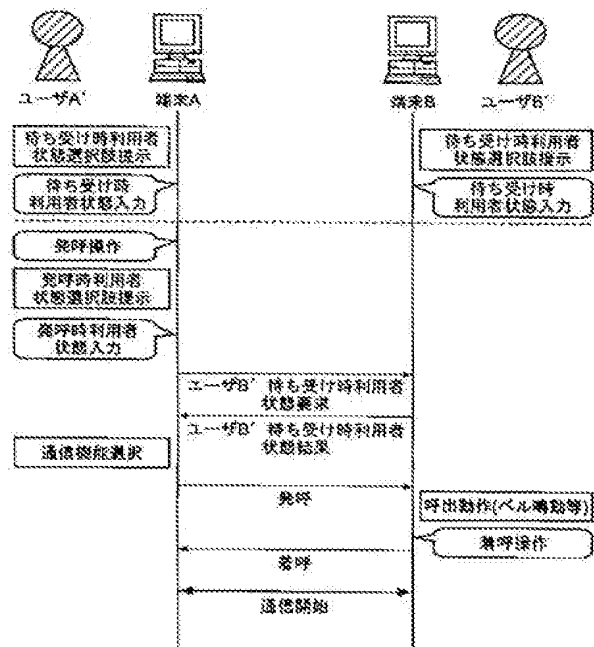 ユーザA'
端末A
端末B
ユーザB'
待ち受け時利用者
状態選択肢提示
待ち受け時利用者
状態選択肢提示
待ち受け時
利用者状態入力
待ち受け時
利用者状態入力
発呼操作
発呼時利用者
状態選択肢提示
発呼時利用者
状態入力
ユーザB' 待ち受け時利用者
状態要求
ユーザB' 待ち受け時利用者
状態結果
通信機能選択
発呼
呼出動作(ベル鳴動等)
着呼操作
着呼
通信開始